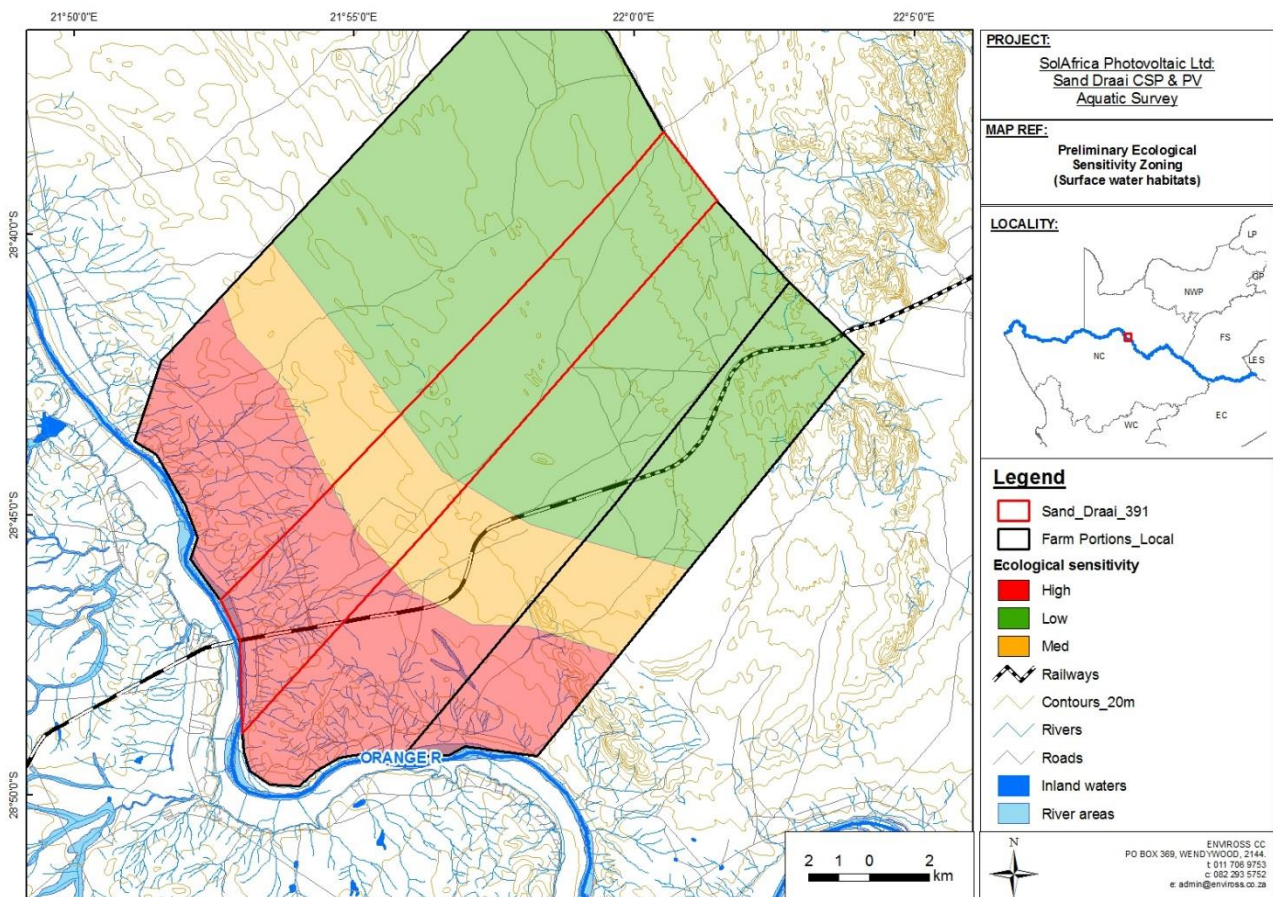 21°50'0"E
21°55'0"E
22°0'0"E
22°5'0"E
28°40'0"S
28°45'0"S
28°50'0"S
ORANGE R
2 1 0 2
km
PROJECT:
SolAfrica Photovoltaic Ltd:
Sand Draai CSP & PV
Aquatic Survey
MAP REF:
Preliminary Ecological
Sensitivity Zoning
(Surface water habitats)
LOCALITY:
LP
GP
NWP
FS
NC
LES
EC
WC
Legend
Sand_Draai_391
Farm Portions_Local
Ecological sensitivity
High
Low
Med
Railways
Contours_20m
Rivers
Roads
Inland waters
River areas
N
ENVIROSS CC
PO BOX 369, WENDYWOOD, 2144.
t: 011 706 9753
c: 082 293 5752
e: admin@enviross.co.za